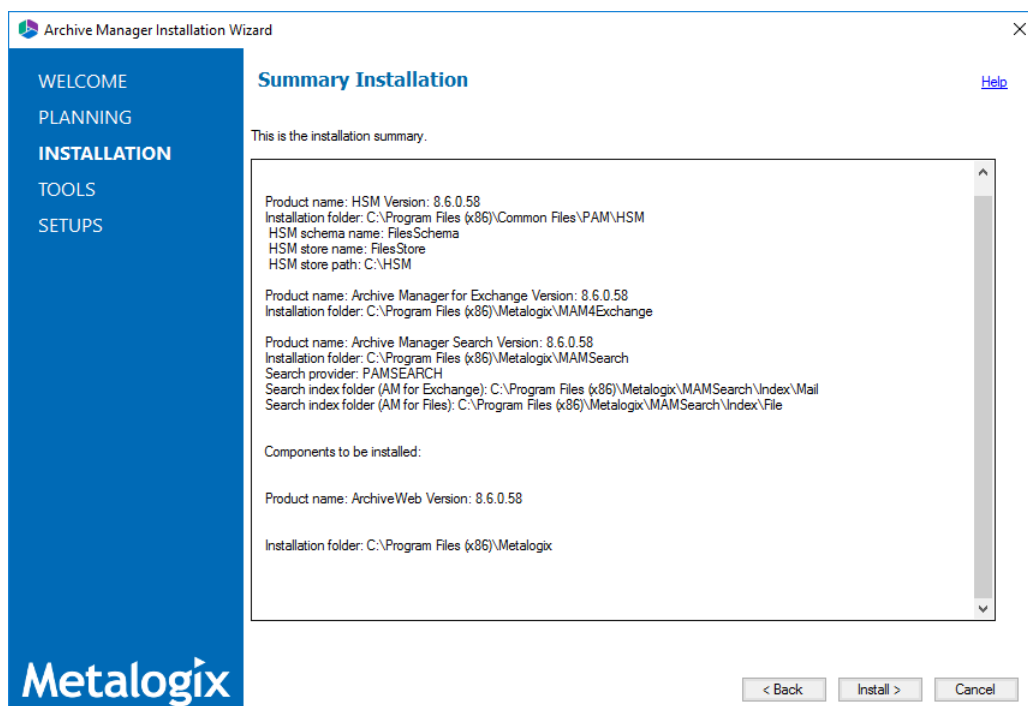 Archive Manager Installation Wizard
WELCOME
PLANNING
INSTALLATION
TOOLS
SETUPS
Summary Installation
Help
This is the installation summary.
Product name: HSM Version: 8.6.0.58
Installation folder: C:\Program Files (x86)\Common Files\PAM\HSM
HSM schema name: FilesSchema
HSM store name: FilesStore
HSM store path: C:\HSM
Product name: Archive Manager for Exchange Version: 8.6.0.58
Installation folder: C:\Program Files (x86)\Metalogix\MAM4Exchange
Product name: Archive Manager Search Version: 8.6.0.58
Installation folder: C:\Program Files (x86)\Metalogix\MAMSearch
Search provider: PAMSEARCH
Search index folder (AM for Exchange): C:\Program Files (x86)\Metalogix\MAMSearch\Index\Mail
Search index folder (AM for Files): C:\Program Files (x86)\Metalogix\MAMSearch\Index\File
Components to be installed:
Product name: ArchiveWeb Version: 8.6.0.58
Installation folder: C:\Program Files (x86)\Metalogix
Metalogix
< Back
Install >
Cancel